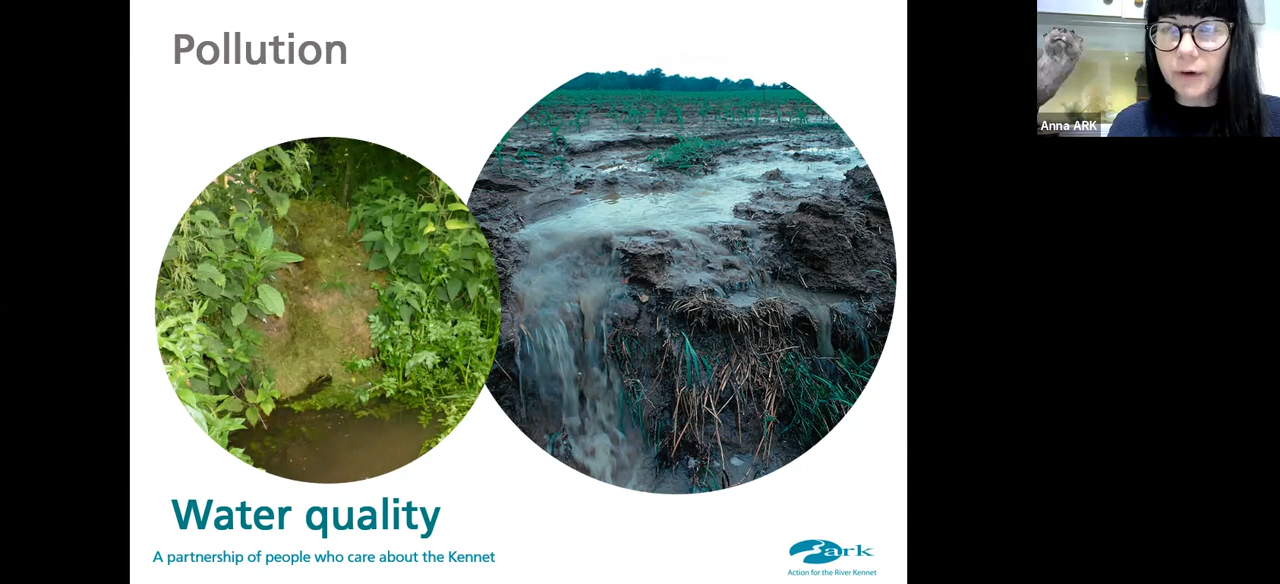 Pollution
Anna ARK
Water quality
A partnership of people who care about the Kennet
ark
Action for the River Kennet